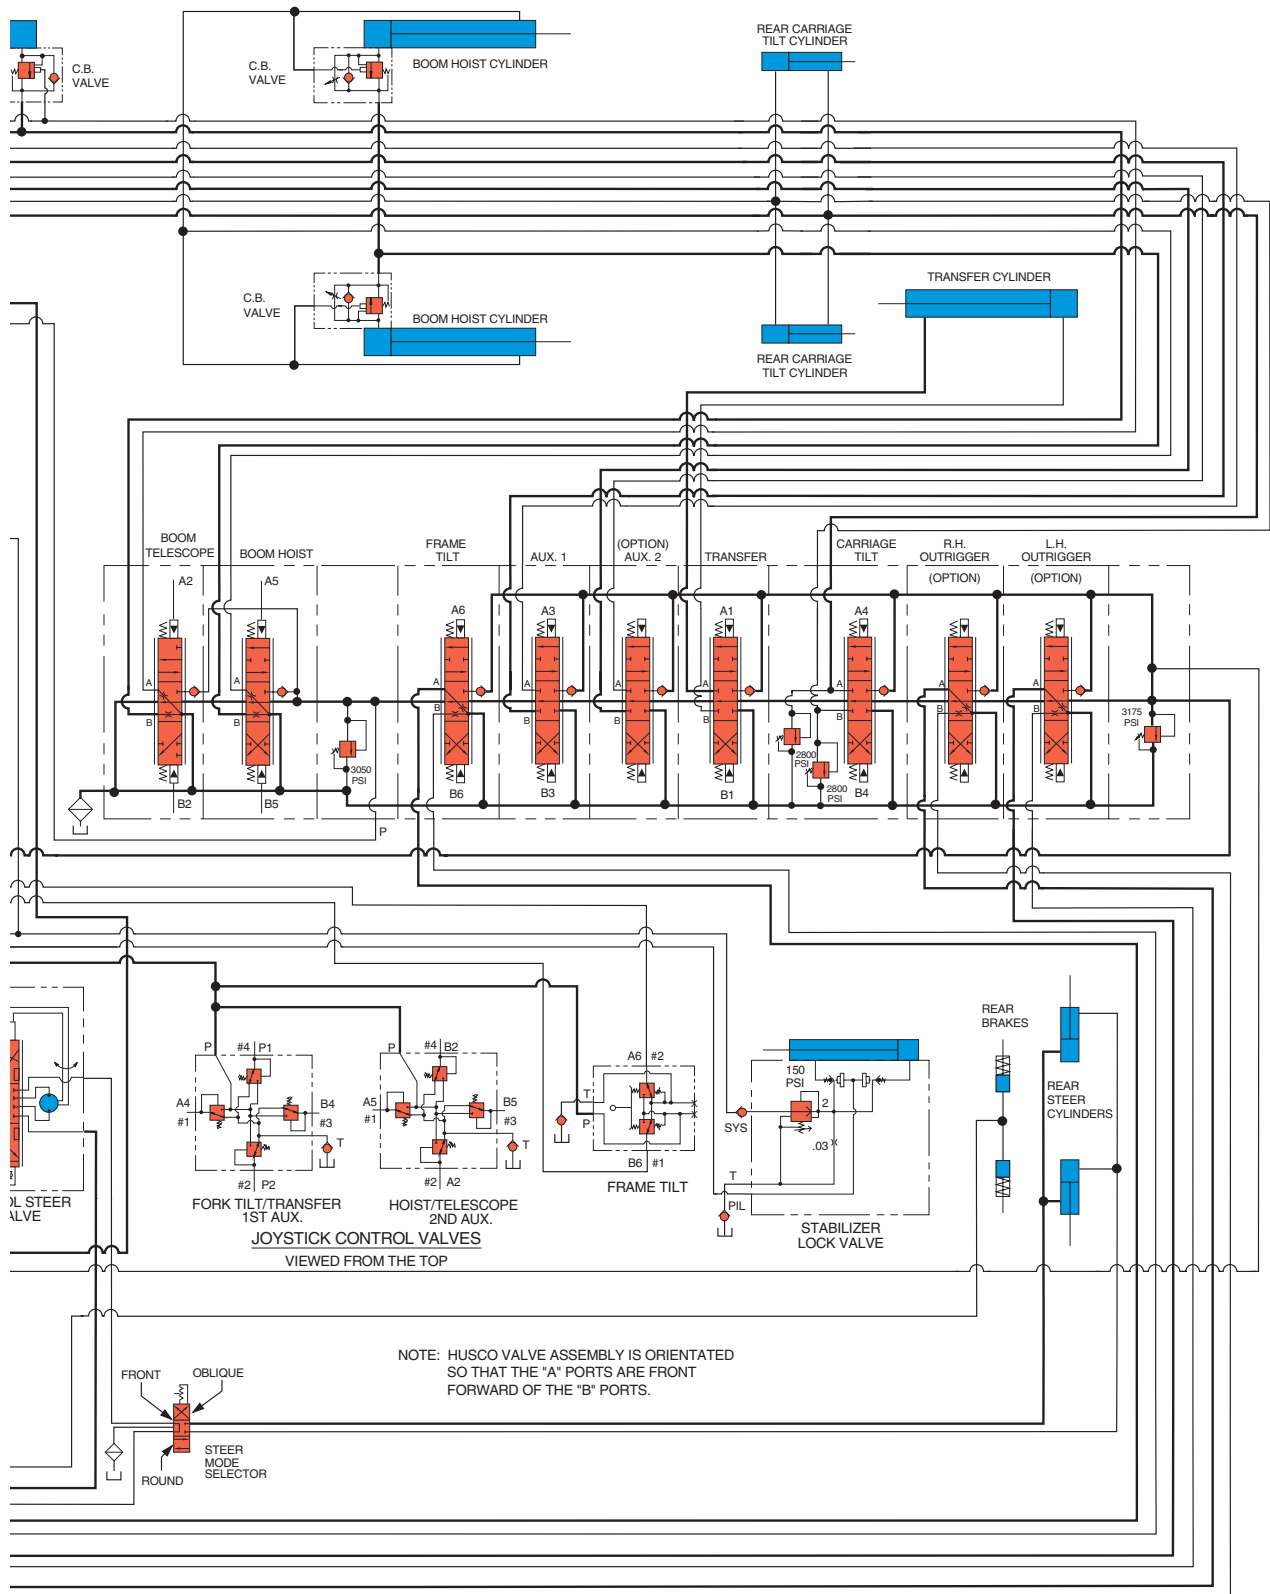 C.B.
VALVE
C.B.
VALVE
BOOM HOIST CYLINDER
REAR CARRIAGE
TILT CYLINDER
C.B.
VALVE
BOOM HOIST CYLINDER
TRANSFER CYLINDER
REAR CARRIAGE
TILT CYLINDER
BOOM
TELESCOPE
BOOM HOIST
FRAME
TILT
AUX. 1
(OPTION)
AUX. 2
TRANSFER
CARRIAGE
TILT
R.H.
OUTRIGGER
(OPTION)
L.H.
OUTRIGGER
(OPTION)
A2
A5
A6
A3
A1
A4
A
A
A
A
A
A
A
A
A
B
B
B
B
B
B
B
B
B
3050
PSI
2800
PSI
2800
PSI
3175
PSI
B2
B5
B6
B3
B1
B4
P
P
#4 P1
A4
#1
B4
#3
T
#2 P2
FORK TILT/TRANSFER
1ST AUX.
P
#4 B2
A5
#1
B5
#3
T
#2 A2
HOIST/TELESCOPE
2ND AUX.
JOYSTICK CONTROL VALVES
VIEWED FROM THE TOP
A6 #2
T
P
B6 #1
FRAME TILT
150
PSI
2
SYS
.03
T
PIL
STABILIZER
LOCK VALVE
REAR
BRAKES
REAR
STEER
CYLINDERS
OL STEER
ALVE
NOTE: HUSCO VALVE ASSEMBLY IS ORIENTATED
SO THAT THE "A" PORTS ARE FRONT
FORWARD OF THE "B" PORTS.
FRONT
OBLIQUE
STEER
MODE
SELECTOR
ROUND